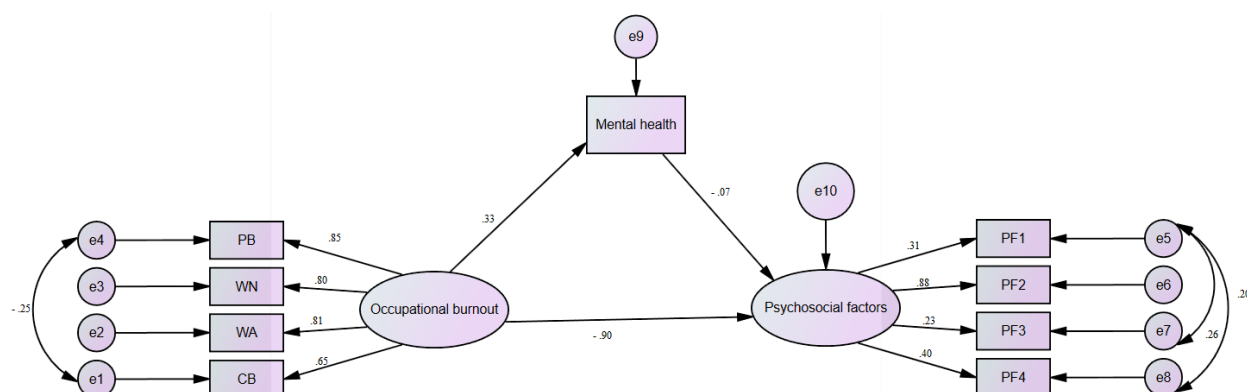 e9
Mental health
e10
- .07
.33
e4
PB
.85
PF1
e5
.31
e3
WN
.80
PF2
e6
.88
- .25
Occupational burnout
Psychosocial factors
.20
e2
WA
.81
- .90
PF3
e7
.23
.26
e1
CB
.65
PF4
e8
.40